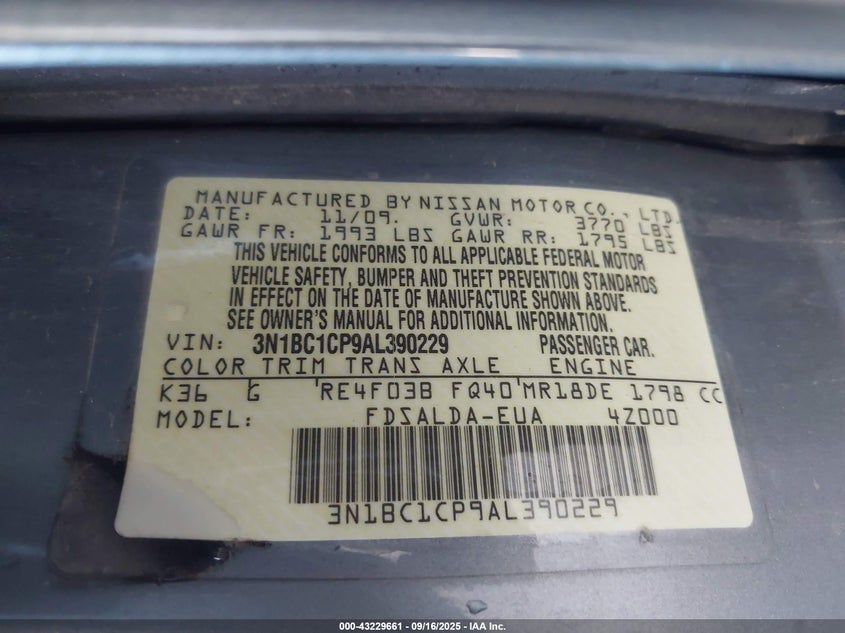 MANUFACTURED BY NISSAN MOTOR CO., LTD.
DATE: 11/09. GVWR: 3770 LBS
GAWR FR: 1993 LBS GAWR RR: 1795 LBS
THIS VEHICLE CONFORMS TO ALL APPLICABLE FEDERAL MOTOR
VEHICLE SAFETY, BUMPER AND THEFT PREVENTION STANDARDS
IN EFFECT ON THE DATE OF MANUFACTURE SHOWN ABOVE.
SEE OWNER'S MANUAL FOR ADDITIONAL INFORMATION.
VIN: 3N1BC1CP9AL390229 PASSENGER CAR.
COLOR TRIM TRANS AXLE ENGINE
K36 G RE4F03B FQ40 MR18DE 1798 CC
MODEL: FDSALDA-EUA 4Z000
3N1BC1CP9AL390229
000-43229661 - 09/16/2025 - IAA Inc.